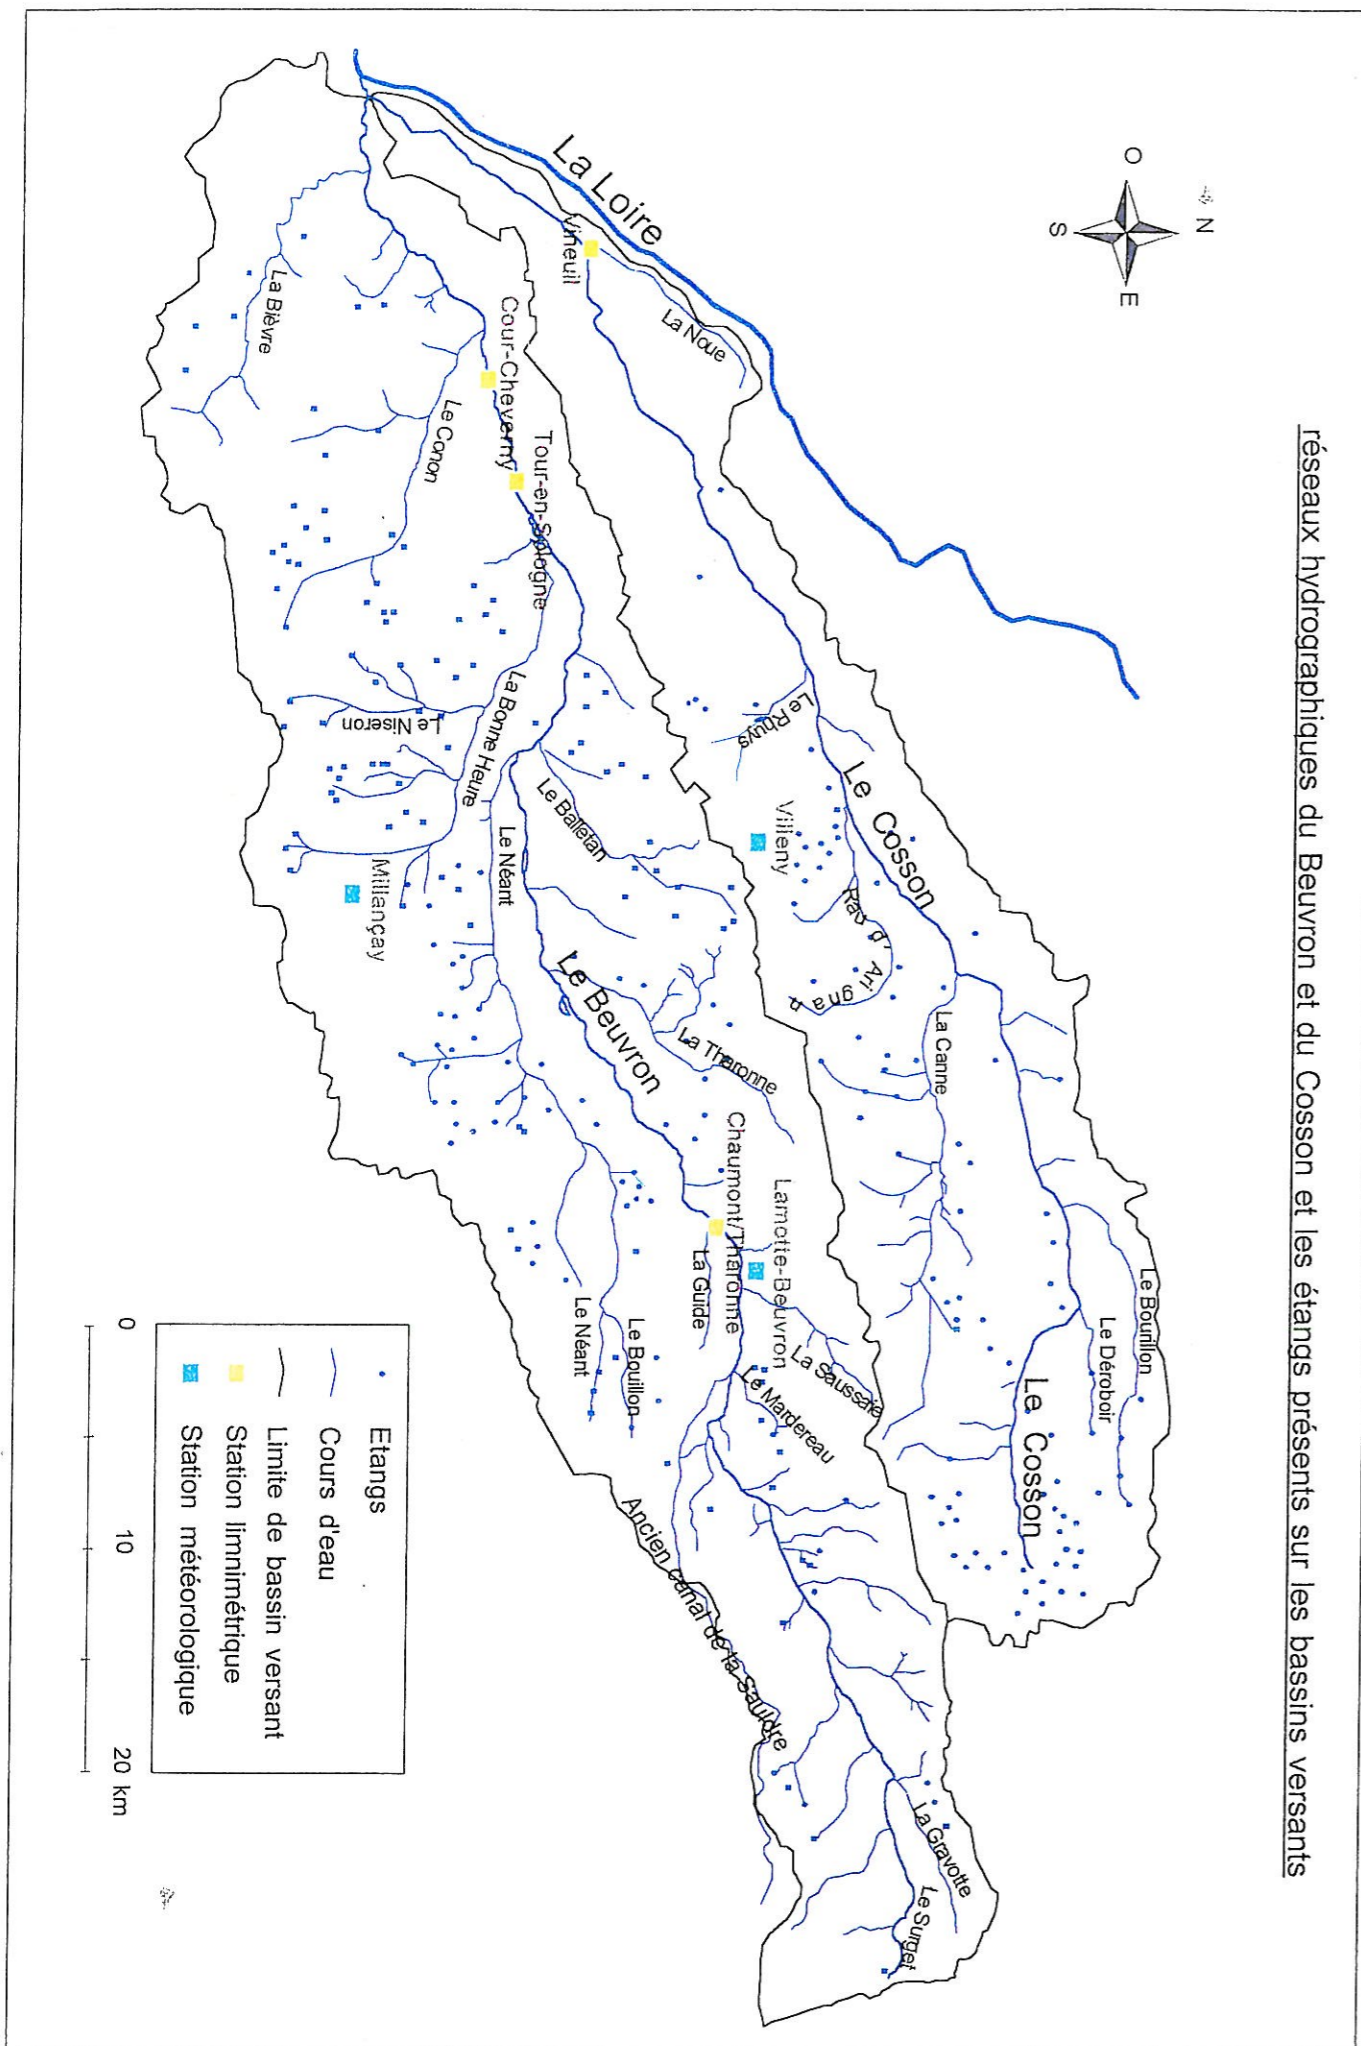 réseaux hydrographiques du Beuvron et du Cosson et les étangs présents sur les bassins versants
N
O
E
S
La Loire
Vineuil
La Noue
Cour-Cheverny
Tour-en-Sologne
La Bièvre
Le Conon
Le Rhuys
Le Cosson
Villeny
Rau d' Arignan
La Canne
Le Bourillon
Le Déroboir
Le Cosson
La Bonne Heure
Le Niseron
Le Balletan
Le Néant
Millançay
Le Beuvron
La Tharonne
Chaumont/Tharonne
Lamotte-Beuvron
La Guide
La Saussaie
Le Mardereau
Le Bouillon
Le Néant
Ancien canal de la Sauldre
La Gravotte
Le Surget
Etangs
Cours d'eau
Limite de bassin versant
Station limnimétrique
Station météorologique
0
10
20 km